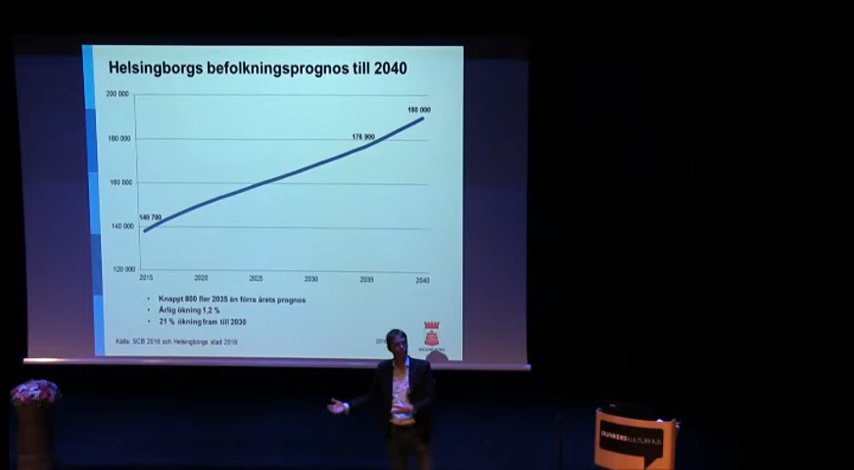 Helsingborgs befolkningsprognos till 2040
200 000
190 000
180 000
176 900
160 000
140 700
140 000
120 000
2015
2020
2025
2030
2035
2040
• Knappt 800 fler 2035 än förra årets prognos
• Årlig ökning 1,2 %
• 21 % ökning fram till 2030
Källa: SCB 2016 och Helsingborgs stad 2016
HELSINGBORG
DUNKERSKULTURHUS